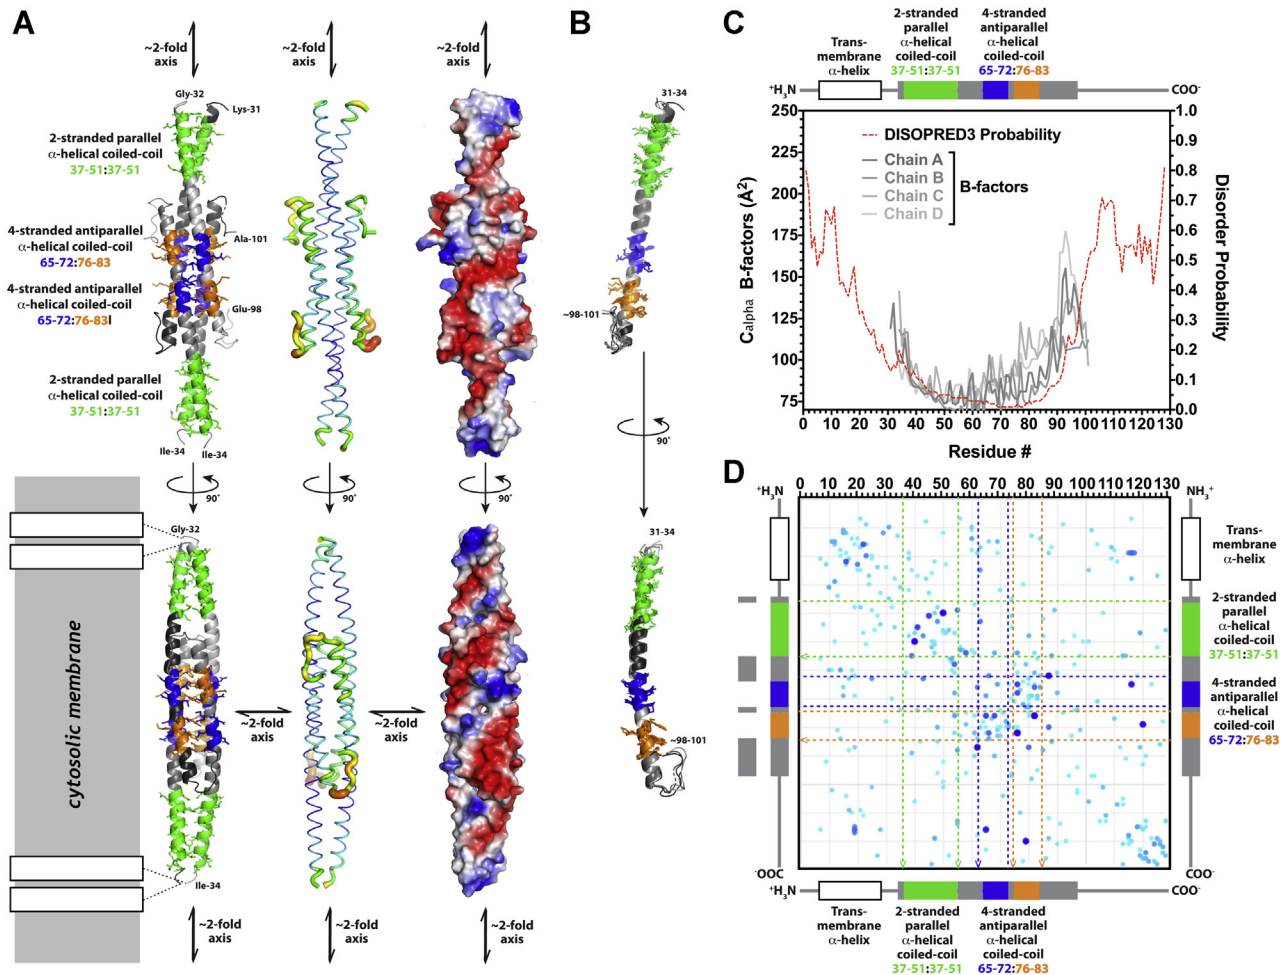 A
~2-fold
axis
~2-fold
axis
~2-fold
axis
Gly-32
Lys-31
2-stranded parallel
α-helical coiled-coil
37-51:37-51
4-stranded antiparallel
α-helical coiled-coil
65-72:76-83
Ala-101
4-stranded antiparallel
α-helical coiled-coil
65-72:76-83l
Glu-98
2-stranded parallel
α-helical coiled-coil
37-51:37-51
Ile-34
Ile-34
90°
90°
90°
cytosolic membrane
Gly-32
Ile-34
~2-fold
axis
~2-fold
axis
~2-fold
axis
~2-fold
axis
~2-fold
axis
B
31-34
~98-101
90°
31-34
~98-101
C
Trans-
membrane
α-helix
2-stranded
parallel
α-helical
coiled-coil
37-51:37-51
4-stranded
antiparallel
α-helical
coiled-coil
65-72:76-83
+H3N
COO-
250
225
200
175
150
125
100
75
Calpha B-factors (Å2)
DISOPRED3 Probability
Chain A
Chain B
Chain C
Chain D
B-factors
1.0
0.9
0.8
0.7
0.6
0.5
0.4
0.3
0.2
0.1
0.0
Disorder Probability
0 10 20 30 40 50 60 70 80 90 100 110 120 130
Residue #
D
+H3N
0 10 20 30 40 50 60 70 80 90 100 110 120 130
NH3+
Trans-
membrane
α-helix
2-stranded
parallel
α-helical
coiled-coil
37-51:37-51
4-stranded
antiparallel
α-helical
coiled-coil
65-72:76-83
-OOC
COO-
+H3N
COO-
Trans-
membrane
α-helix
2-stranded
parallel
α-helical
coiled-coil
37-51:37-51
4-stranded
antiparallel
α-helical
coiled-coil
65-72:76-83